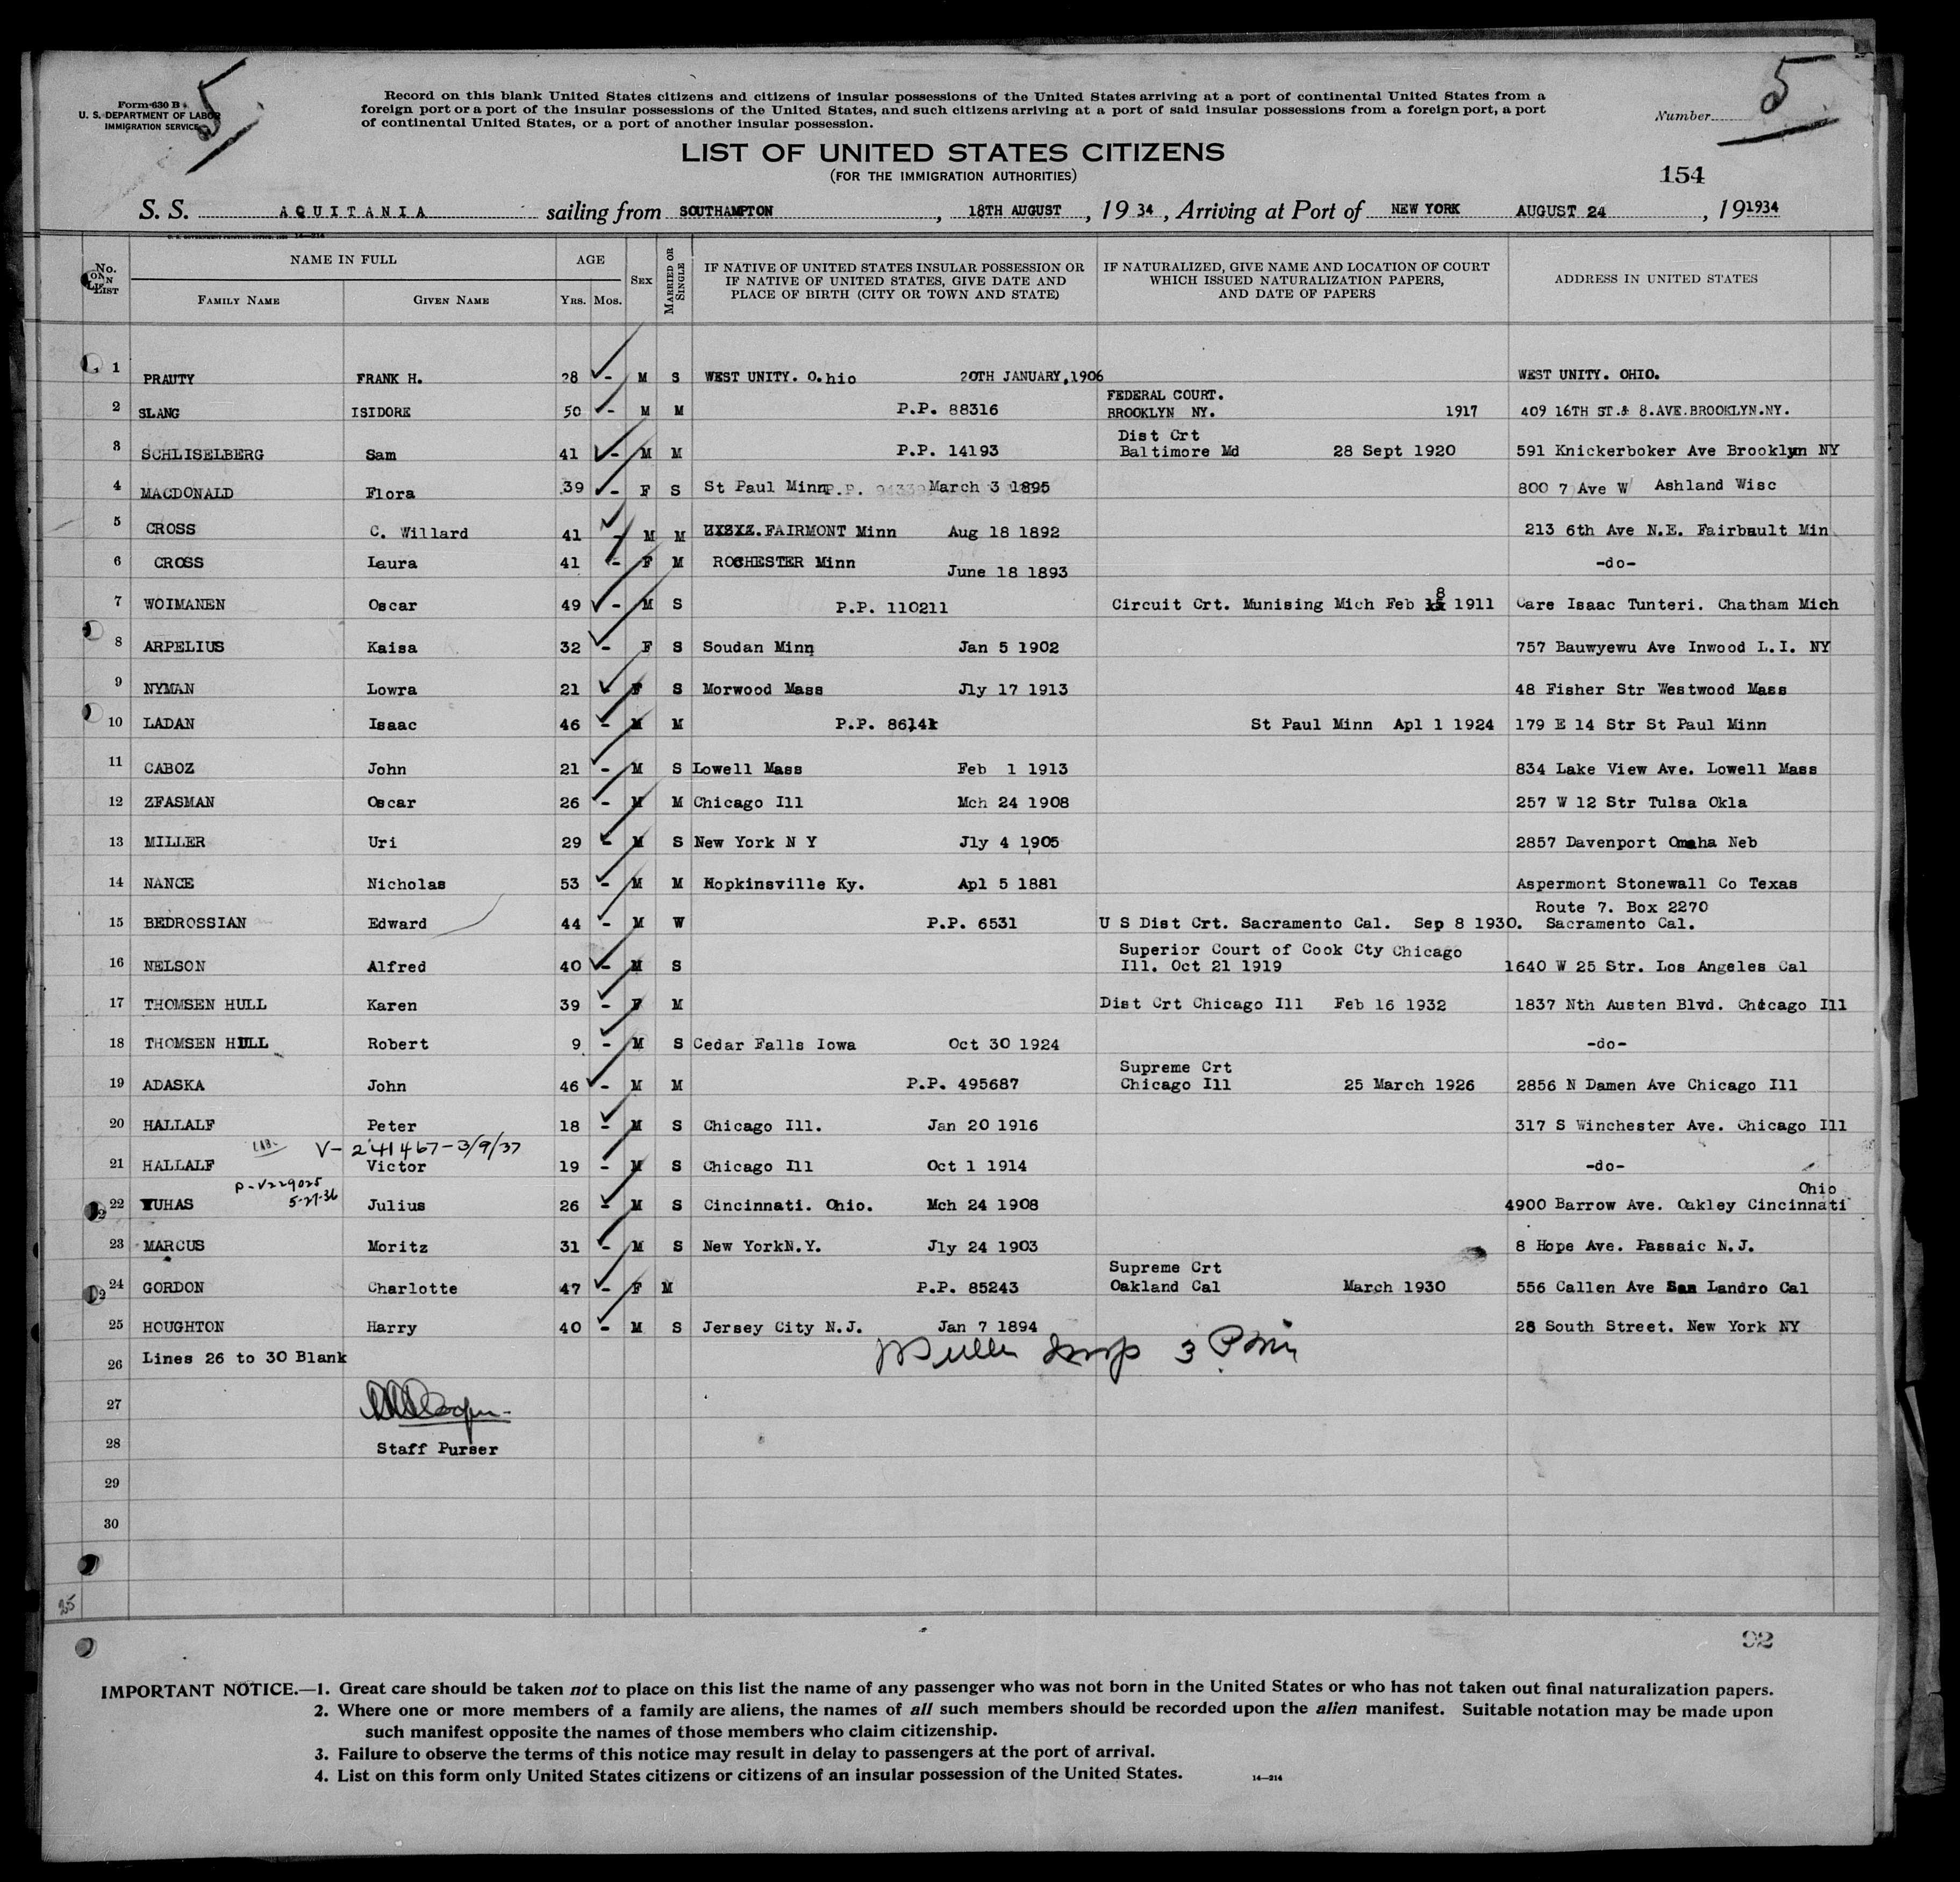 5
5
Form 630 B
U. S. DEPARTMENT OF LABOR
IMMIGRATION SERVICE
Record on this blank United States citizens and citizens of insular possessions of the United States arriving at a port of continental United States from a
foreign port or a port of the insular possessions of the United States, and such citizens arriving at a port of said insular possessions from a foreign port, a port
of continental United States, or a port of another insular possession.
Number
LIST OF UNITED STATES CITIZENS
(FOR THE IMMIGRATION AUTHORITIES)
154
S. S. AQUITANIA sailing from SOUTHAMPTON, 18TH AUGUST, 19 34, Arriving at Port of NEW YORK AUGUST 24, 19 1934
No. ON LIST
NAME IN FULL
FAMILY NAME GIVEN NAME
AGE
YRS. MOS.
SEX
MARRIED OR SINGLE
IF NATIVE OF UNITED STATES INSULAR POSSESSION OR
IF NATIVE OF UNITED STATES, GIVE DATE AND
PLACE OF BIRTH (CITY OR TOWN AND STATE)
IF NATURALIZED, GIVE NAME AND LOCATION OF COURT
WHICH ISSUED NATURALIZATION PAPERS,
AND DATE OF PAPERS
ADDRESS IN UNITED STATES
1 PRAUTY FRANK H. 28 - M S WEST UNITY. O.hio 20TH JANUARY,1906 WEST UNITY. OHIO.
FEDERAL COURT.
2 SLANG ISIDORE 50 - M M P.P. 88316 BROOKLYN NY. 1917 409 16TH ST.& 8.AVE.BROOKLYN.NY.
Dist Crt
3 SCHLISELBERG Sam 41 - M M P.P. 14193 Baltimore Md 28 Sept 1920 591 Knickerboker Ave Brooklyn NY
4 MACDONALD Flora 39 - F S St Paul Minn P.P. March 3 1895 800 7 Ave W Ashland Wisc
5 CROSS C. Willard 41 - M M FAIRMONT Minn Aug 18 1892 213 6th Ave N.E. Fairbault Min
6 CROSS Laura 41 - F M ROCHESTER Minn June 18 1893 -do-
7 WOIMANEN Oscar 49 - M S P.P. 110211 Circuit Crt. Munising Mich Feb 8 1911 Care Isaac Tunteri. Chatham Mich
8 ARPELIUS Kaisa 32 - F S Soudan Minn Jan 5 1902 757 Bauwyewu Ave Inwood L.I. NY
9 NYMAN Lowra 21 - F S Morwood Mass Jly 17 1913 48 Fisher Str Westwood Mass
10 LADAN Isaac 46 - M M P.P. 86141 St Paul Minn Apl 1 1924 179 E 14 Str St Paul Minn
11 CABOZ John 21 - M S Lowell Mass Feb 1 1913 834 Lake View Ave. Lowell Mass
12 ZFASMAN Oscar 26 - M M Chicago Ill Mch 24 1908 257 W 12 Str Tulsa Okla
13 MILLER Uri 29 - M S New York N Y Jly 4 1905 2857 Davenport Omaha Neb
14 NANCE Nicholas 53 - M M Hopkinsville Ky. Apl 5 1881 Aspermont Stonewall Co Texas
Route 7. Box 2270
15 BEDROSSIAN Edward 44 - M W P.P. 6531 U S Dist Crt. Sacramento Cal. Sep 8 1930. Sacramento Cal.
Superior Court of Cook Cty Chicago
16 NELSON Alfred 40 - M S Ill. Oct 21 1919 1640 W 25 Str. Los Angeles Cal
17 THOMSEN HULL Karen 39 - F M Dist Crt Chicago Ill Feb 16 1932 1837 Nth Austen Blvd. Chicago Ill
18 THOMSEN HULL Robert 9 - M S Cedar Falls Iowa Oct 30 1924 -do-
Supreme Crt
19 ADASKA John 46 - M M P.P. 495687 Chicago Ill 25 March 1926 2856 N Damen Ave Chicago Ill
20 HALLALF Peter 18 - M S Chicago Ill. Jan 20 1916 317 S Winchester Ave. Chicago Ill
V-241467-3/9/37
21 HALLALF Victor 19 - M S Chicago Ill Oct 1 1914 -do-
P-V229025
5-27-36
Ohio
22 YUHAS Julius 26 - M S Cincinnati. Ohio. Mch 24 1908 4900 Barrow Ave. Oakley Cincinnati
23 MARCUS Moritz 31 - M S New YorkN.Y. Jly 24 1903 8 Hope Ave. Passaic N.J.
Supreme Crt
24 GORDON Charlotte 47 - F M P.P. 85243 Oakland Cal March 1930 556 Callen Ave San Landro Cal
25 HOUGHTON Harry 40 - M S Jersey City N.J. Jan 7 1894 28 South Street. New York NY
26 Lines 26 to 30 Blank
27
28 Staff Purser
29
30
25
92
IMPORTANT NOTICE.—1. Great care should be taken not to place on this list the name of any passenger who was not born in the United States or who has not taken out final naturalization papers.
2. Where one or more members of a family are aliens, the names of all such members should be recorded upon the alien manifest. Suitable notation may be made upon
such manifest opposite the names of those members who claim citizenship.
3. Failure to observe the terms of this notice may result in delay to passengers at the port of arrival.
4. List on this form only United States citizens or citizens of an insular possession of the United States.
14—214